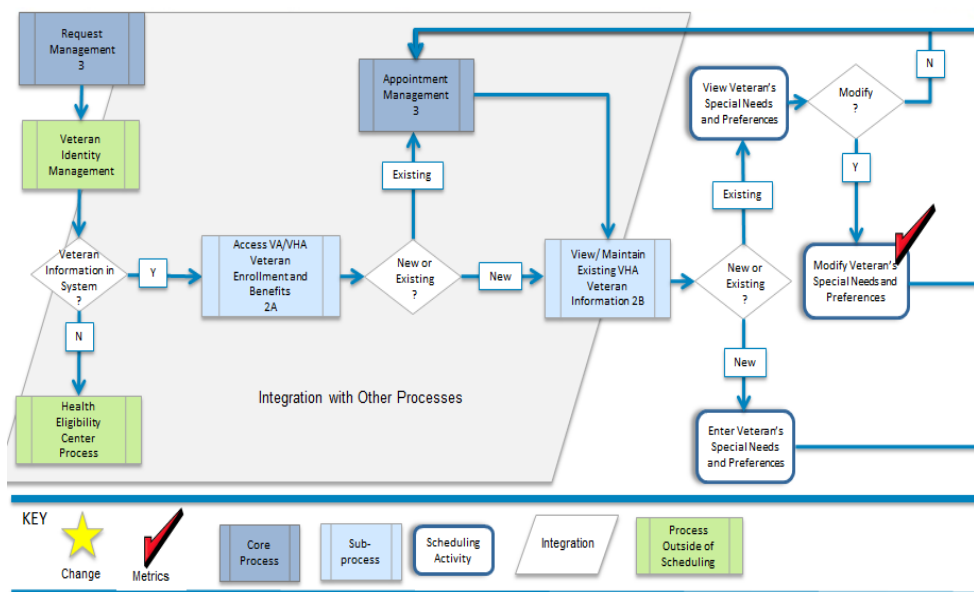 Request
Management
3
Veteran
Identity
Management
Veteran
Information in
System
?
Y
N
Health
Eligibility
Center
Process
Access VA/VHA
Veteran
Enrollment and
Benefits
2A
New or
Existing
?
Existing
Appointment
Management
3
New
View/ Maintain
Existing VHA
Veteran
Information 2B
New or
Existing
?
Existing
View Veteran's
Special Needs
and Preferences
Modify
?
N
Y
Modify Veteran's
Special Needs and
Preferences
New
Enter Veteran's
Special Needs
and Preferences
Integration with Other Processes
KEY
Change
Metrics
Core
Process
Sub-
process
Scheduling
Activity
Integration
Process
Outside of
Scheduling